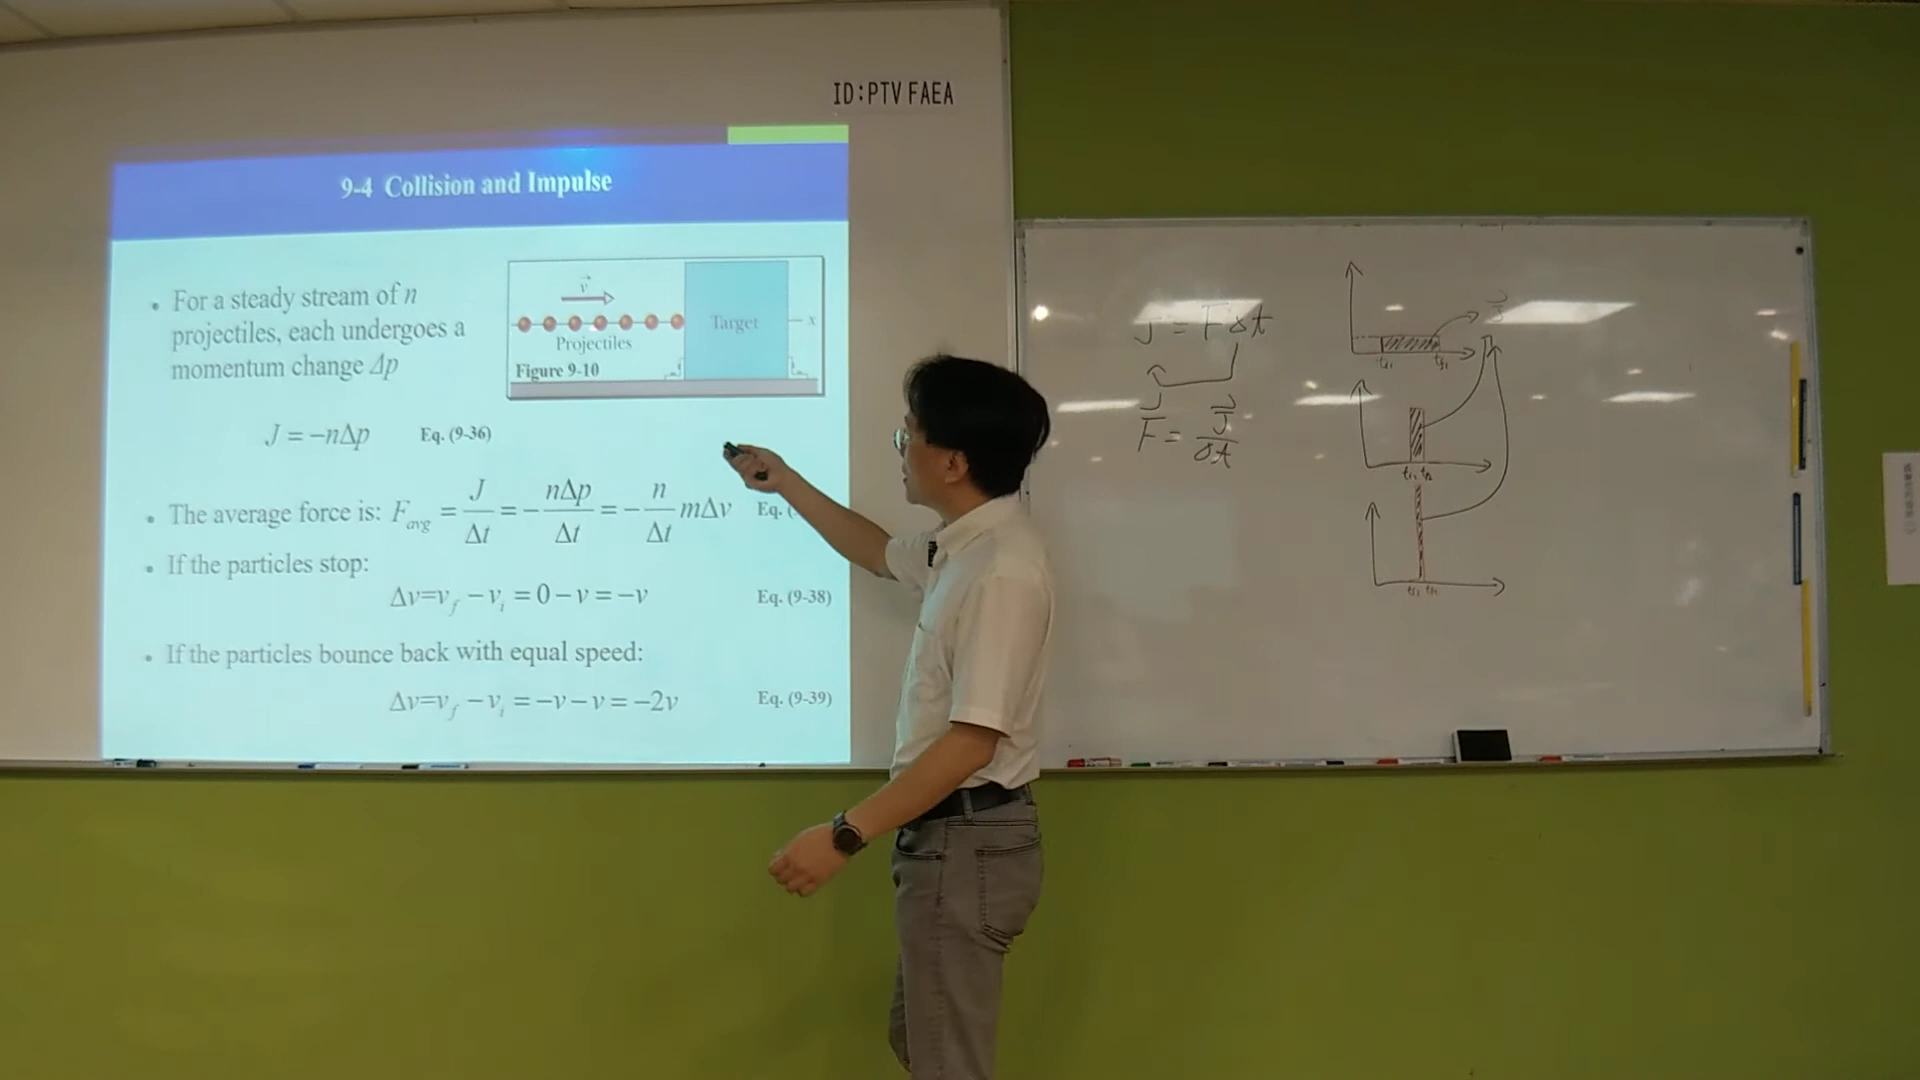 ID:PTV FAEA
9-4 Collision and Impulse
• For a steady stream of n
projectiles, each undergoes a
momentum change Δp
v
Projectiles
Target
x
Figure 9-10
J = −nΔp Eq. (9-36)
• The average force is: F_avg = J/Δt = − nΔp/Δt = − n/Δt mΔv Eq. (
• If the particles stop:
Δv=v_f − v_i = 0 − v = −v Eq. (9-38)
• If the particles bounce back with equal speed:
Δv=v_f − v_i = −v − v = −2v Eq. (9-39)
J = FΔt
F = J/Δt
J